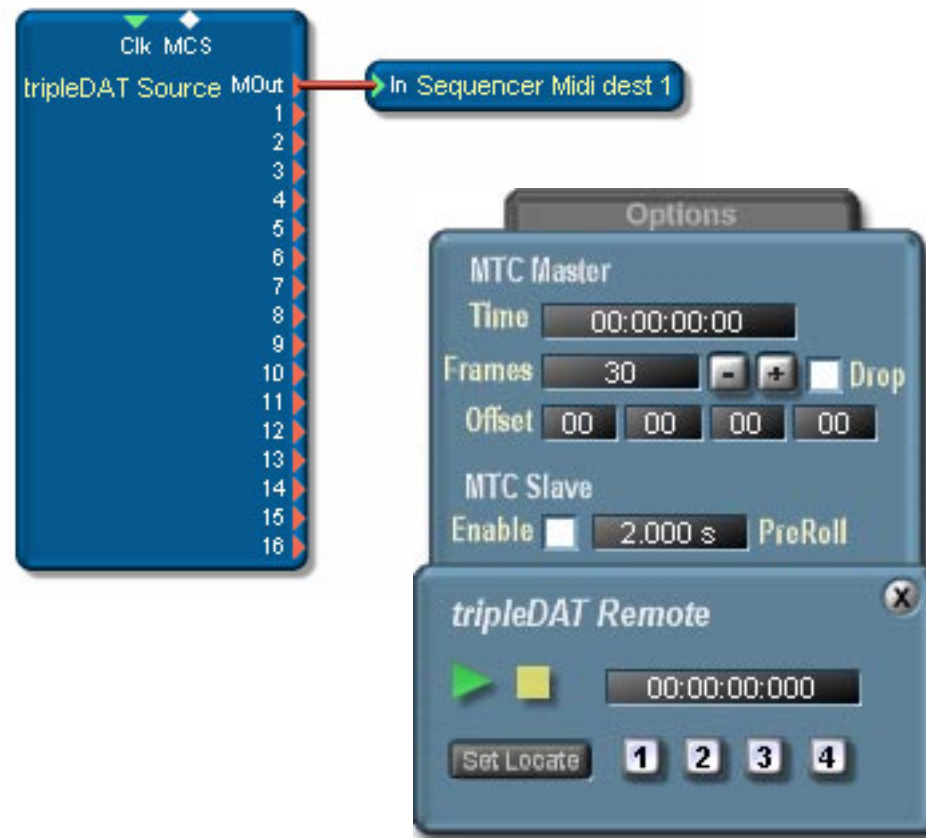 Clk MCS
tripleDAT Source MOut
In Sequencer Midi dest 1
1
2
3
4
5
6
7
8
9
10
11
12
13
14
15
16
Options
MTC Master
Time 00:00:00:00
Frames 30 - + Drop
Offset 00 00 00 00
MTC Slave
Enable 2.000 s PreRoll
tripleDAT Remote X
00:00:00:000
Set Locate 1 2 3 4